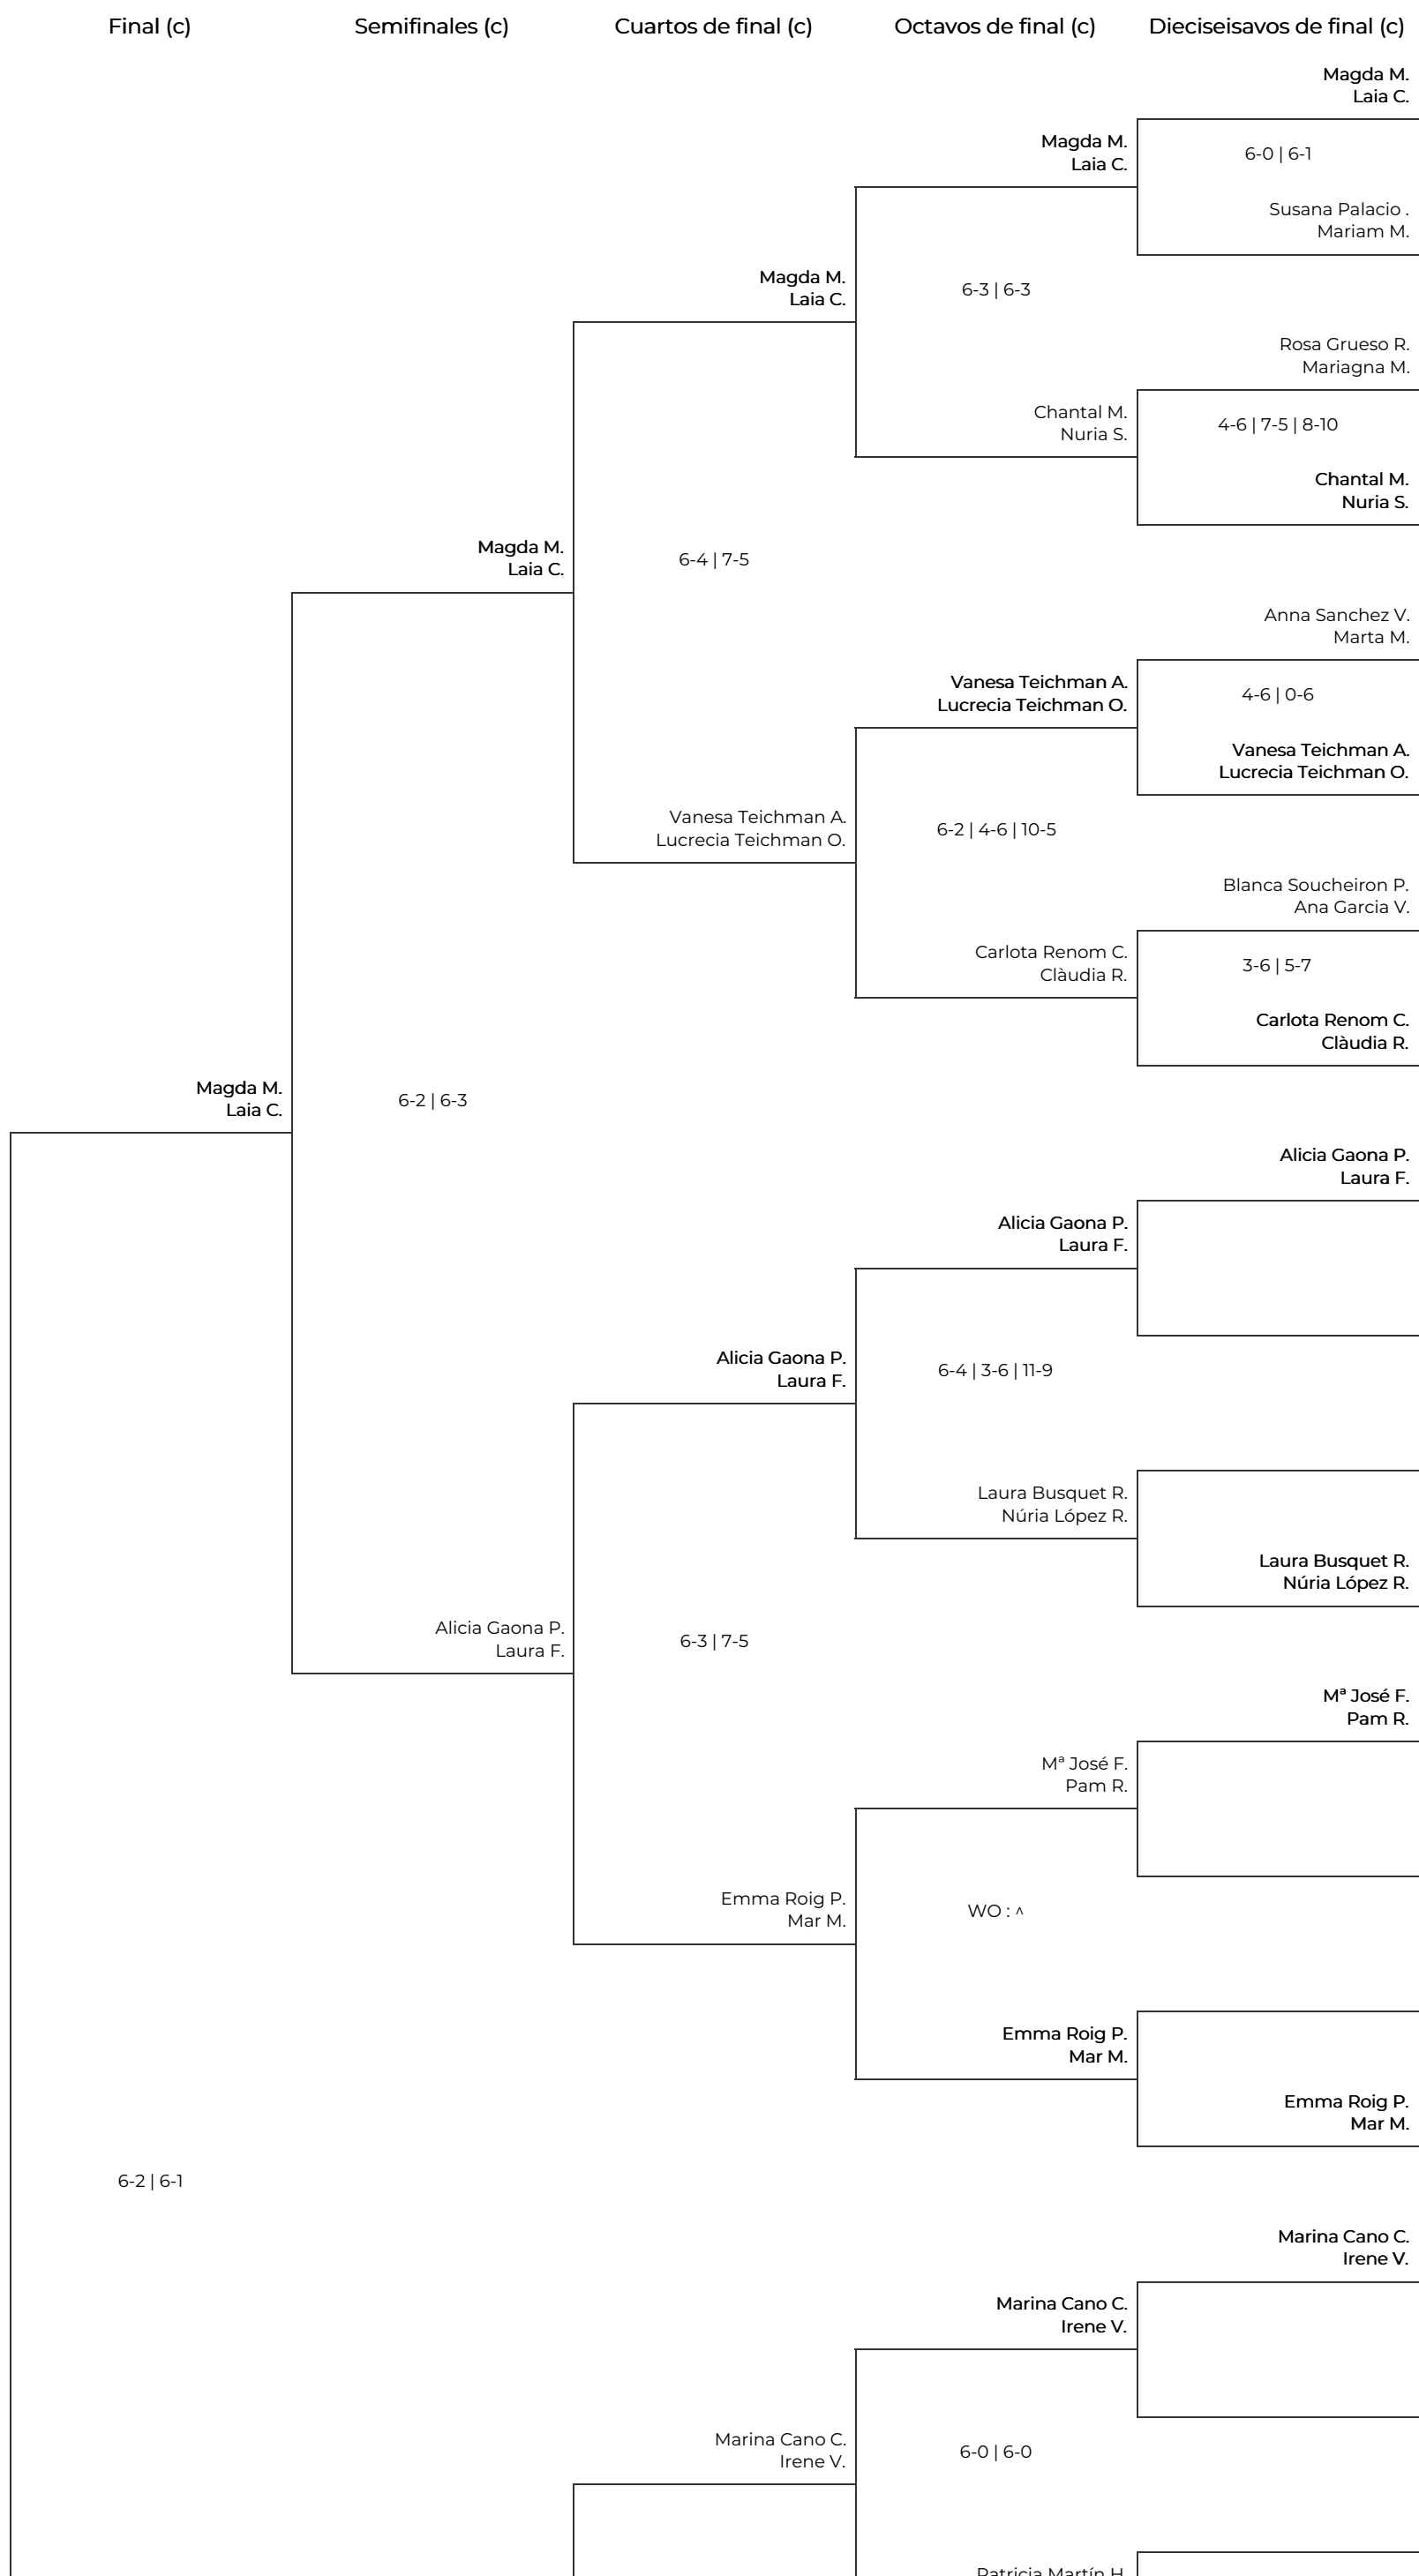 Final (c)
Semifinales (c)
Cuartos de final (c)
Octavos de final (c)
Dieciseisavos de final (c)
Magda M.
Laia C.
Magda M.
Laia C.
6-0 | 6-1
Susana Palacio .
Mariam M.
Magda M.
Laia C.
6-3 | 6-3
Rosa Grueso R.
Mariagna M.
Chantal M.
Nuria S.
4-6 | 7-5 | 8-10
Chantal M.
Nuria S.
Magda M.
Laia C.
6-4 | 7-5
Anna Sanchez V.
Marta M.
Vanesa Teichman A.
Lucrecia Teichman O.
4-6 | 0-6
Vanesa Teichman A.
Lucrecia Teichman O.
Vanesa Teichman A.
Lucrecia Teichman O.
6-2 | 4-6 | 10-5
Blanca Soucheiron P.
Ana Garcia V.
Carlota Renom C.
Clàudia R.
3-6 | 5-7
Carlota Renom C.
Clàudia R.
Magda M.
Laia C.
6-2 | 6-3
Alicia Gaona P.
Laura F.
Alicia Gaona P.
Laura F.
Alicia Gaona P.
Laura F.
6-4 | 3-6 | 11-9
Laura Busquet R.
Núria López R.
Laura Busquet R.
Núria López R.
Alicia Gaona P.
Laura F.
6-3 | 7-5
Mª José F.
Pam R.
Mª José F.
Pam R.
Emma Roig P.
Mar M.
WO : ^
Emma Roig P.
Mar M.
Emma Roig P.
Mar M.
6-2 | 6-1
Marina Cano C.
Irene V.
Marina Cano C.
Irene V.
Marina Cano C.
Irene V.
6-0 | 6-0
Patricia Martín H.